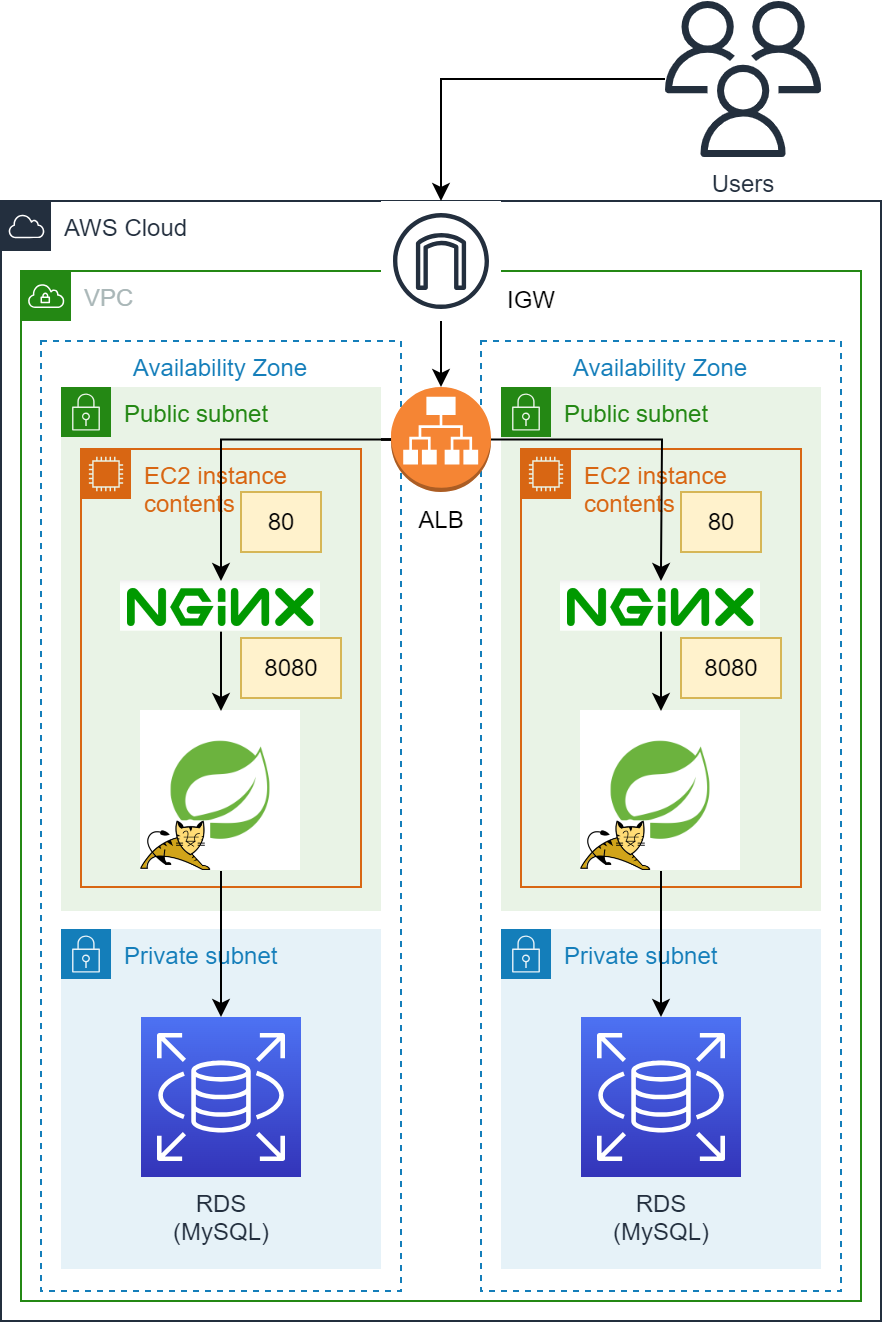 Users
AWS Cloud
IGW
VPC
Availability Zone
Availability Zone
Public subnet
Public subnet
EC2 instance
contents
EC2 instance
contents
ALB
80
80
NGINX
NGINX
8080
8080
Private subnet
Private subnet
RDS
(MySQL)
RDS
(MySQL)